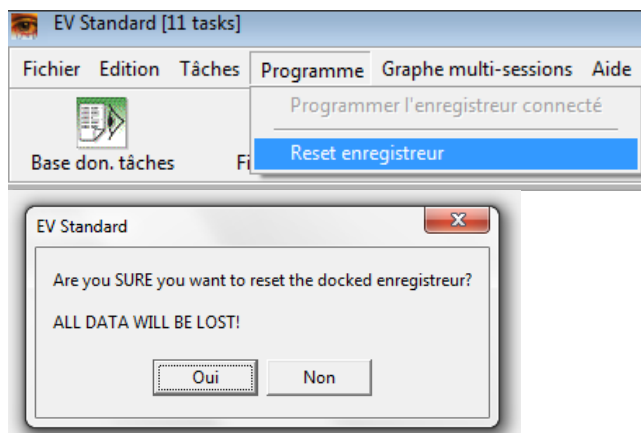 EV Standard [11 tasks]
Fichier Edition Tâches Programme Graphe multi-sessions Aide
Programmer l'enregistreur connecté
Reset enregistreur
Base don. tâches Fi
EV Standard
Are you SURE you want to reset the docked enregistreur?
ALL DATA WILL BE LOST!
Oui Non